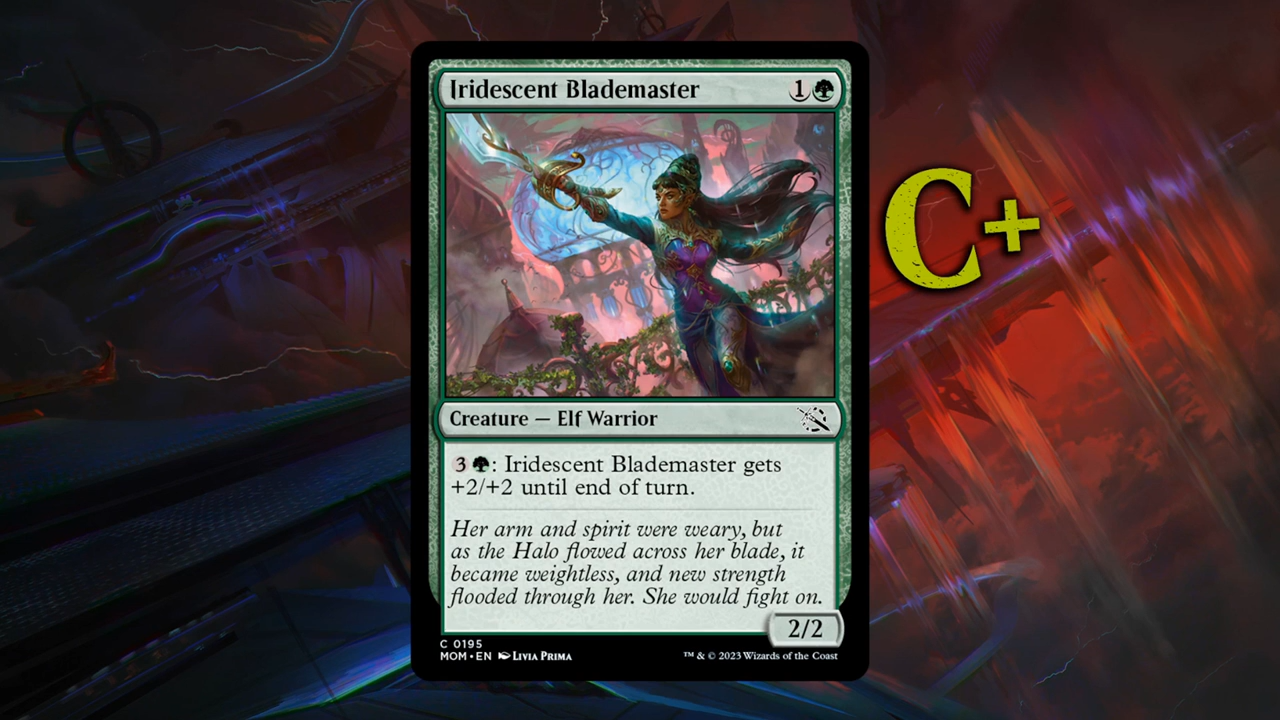 Iridescent Blademaster 1
C+
Creature — Elf Warrior
3: Iridescent Blademaster gets
+2/+2 until end of turn.
Her arm and spirit were weary, but
as the Halo flowed across her blade, it
became weightless, and new strength
flooded through her. She would fight on.
2/2
C 0195
MOM • EN Livia Prima
™ & © 2023 Wizards of the Coast